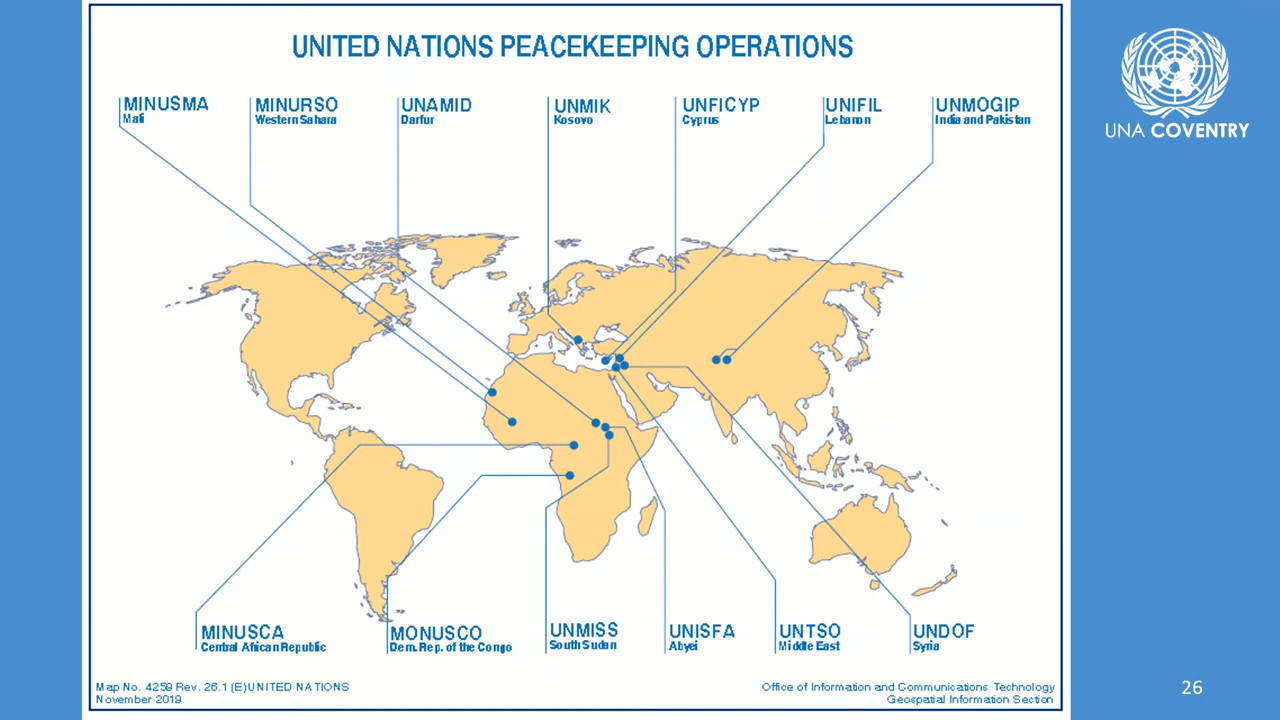 UNITED NATIONS PEACEKEEPING OPERATIONS
UNA COVENTRY
MINUSMA
Mali
MINURSO
Western Sahara
UNAMID
Darfur
UNMIK
Kosovo
UNFICYP
Cyprus
UNIFIL
Lebanon
UNMOGIP
India and Pakistan
MINUSCA
Central African Republic
MONUSCO
Dem. Rep. of the Congo
UNMISS
South Sudan
UNISFA
Abyei
UNTSO
Middle East
UNDOF
Syria
Map No. 4259 Rev. 26.1 (E) UNITED NATIONS
November 2019
Office of Information and Communications Technology
Geospatial Information Section
26